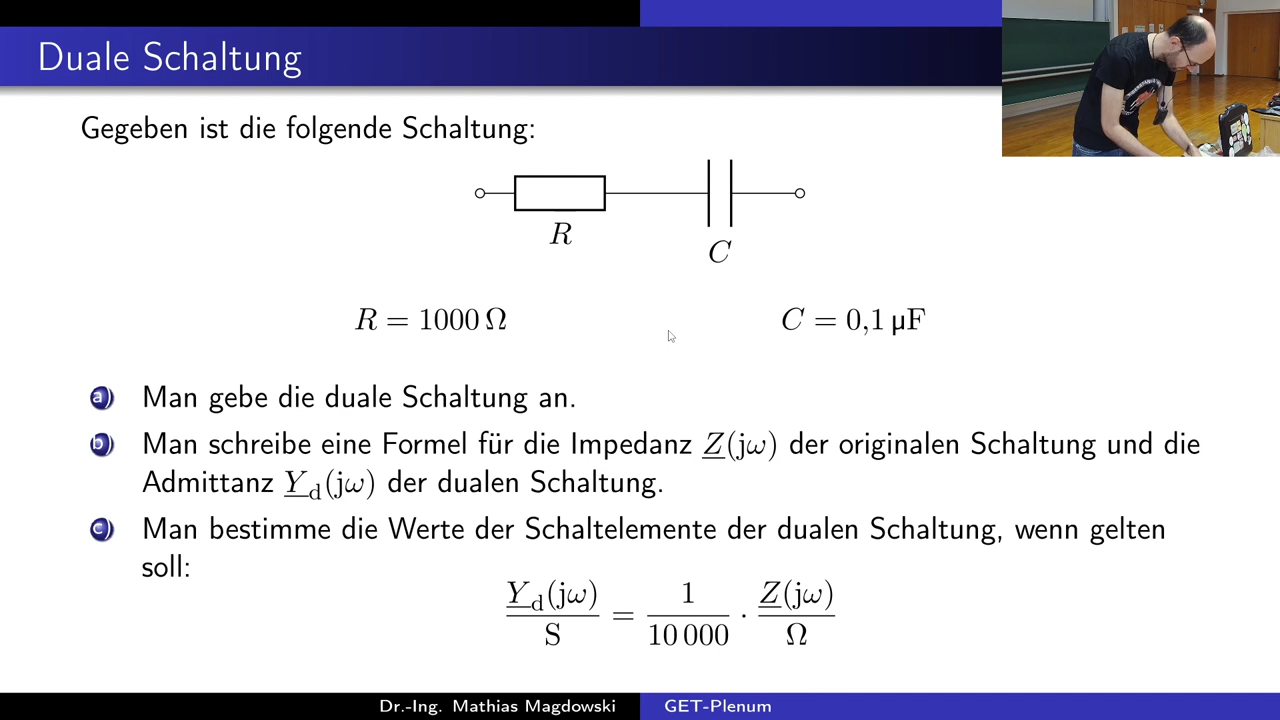 Duale Schaltung
Gegeben ist die folgende Schaltung:
R
C
R = 1000 Ω
C = 0,1 µF
a) Man gebe die duale Schaltung an.
b) Man schreibe eine Formel für die Impedanz Z(jω) der originalen Schaltung und die
Admittanz Y_d(jω) der dualen Schaltung.
c) Man bestimme die Werte der Schaltelemente der dualen Schaltung, wenn gelten
soll:
Y_d(jω)/S = 1/10 000 · Z(jω)/Ω
Dr.-Ing. Mathias Magdowski
GET-Plenum